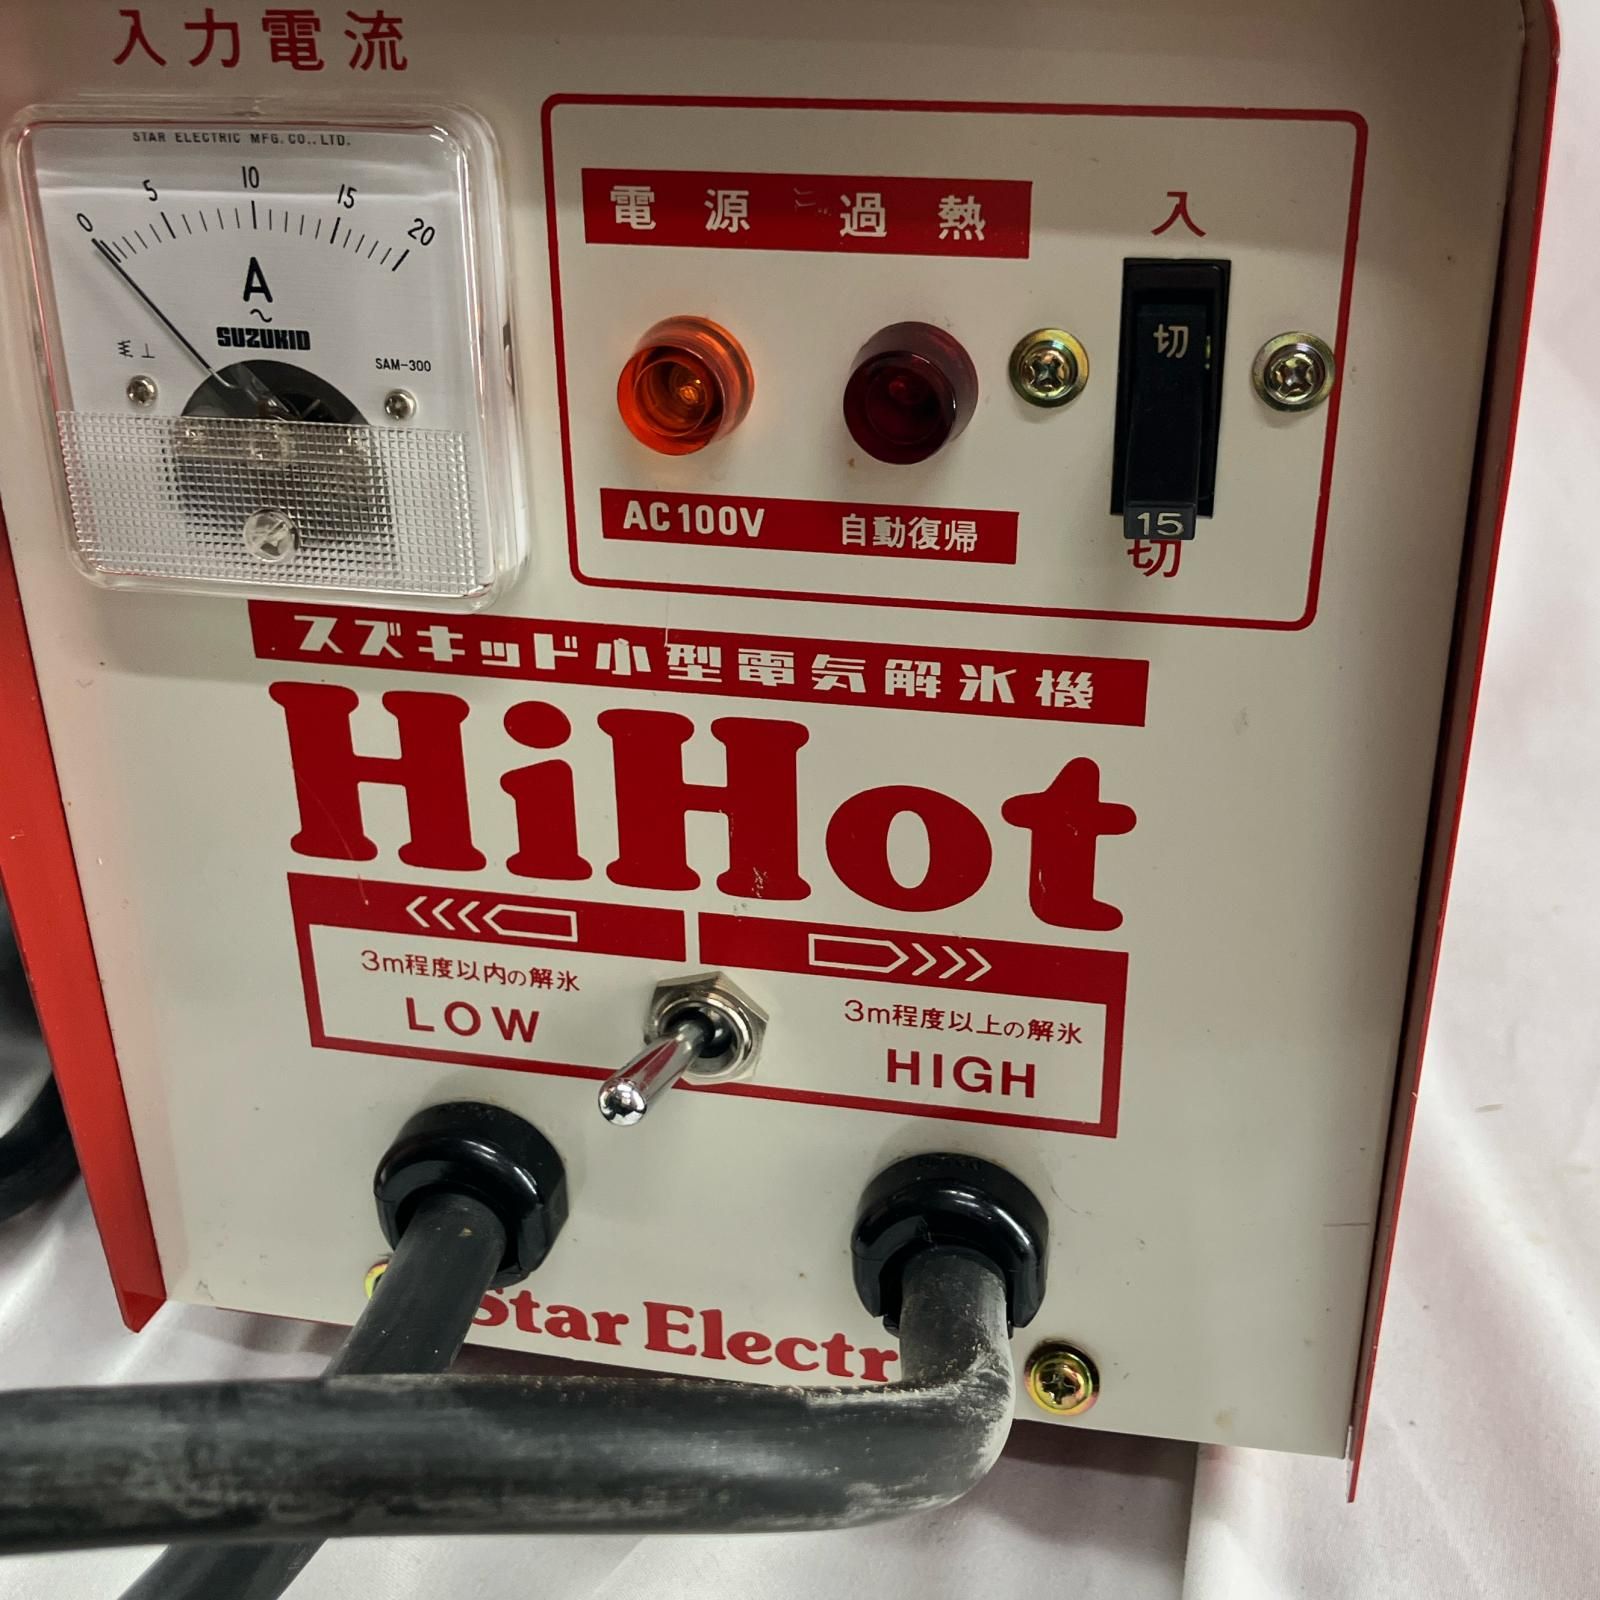 入力電流
STAR ELECTRIC MFG. CO., LTD.
0 5 10 15 20
A
~
SUZUKID
SAM-300
電源 過熱
入
切
AC100V 自動復帰
15
切
スズキッド小型電気解氷機
HiHot
3m程度以内の解氷
LOW
3m程度以上の解氷
HIGH
Star Electr